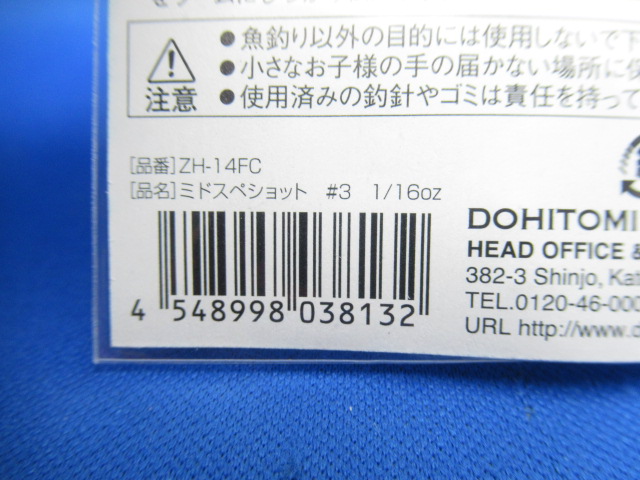 ●魚釣り以外の目的には使用しないで下
●小さなお子様の手の届かない場所に保
●使用済みの釣針やゴミは責任を持って
注意
[品番]ZH-14FC
[品名]ミドスペショット #3 1/16oz
4 548998 038132
DOHITOMI
HEAD OFFICE &
382-3 Shinjo, Kat
TEL.0120-46-000
URL http://www.